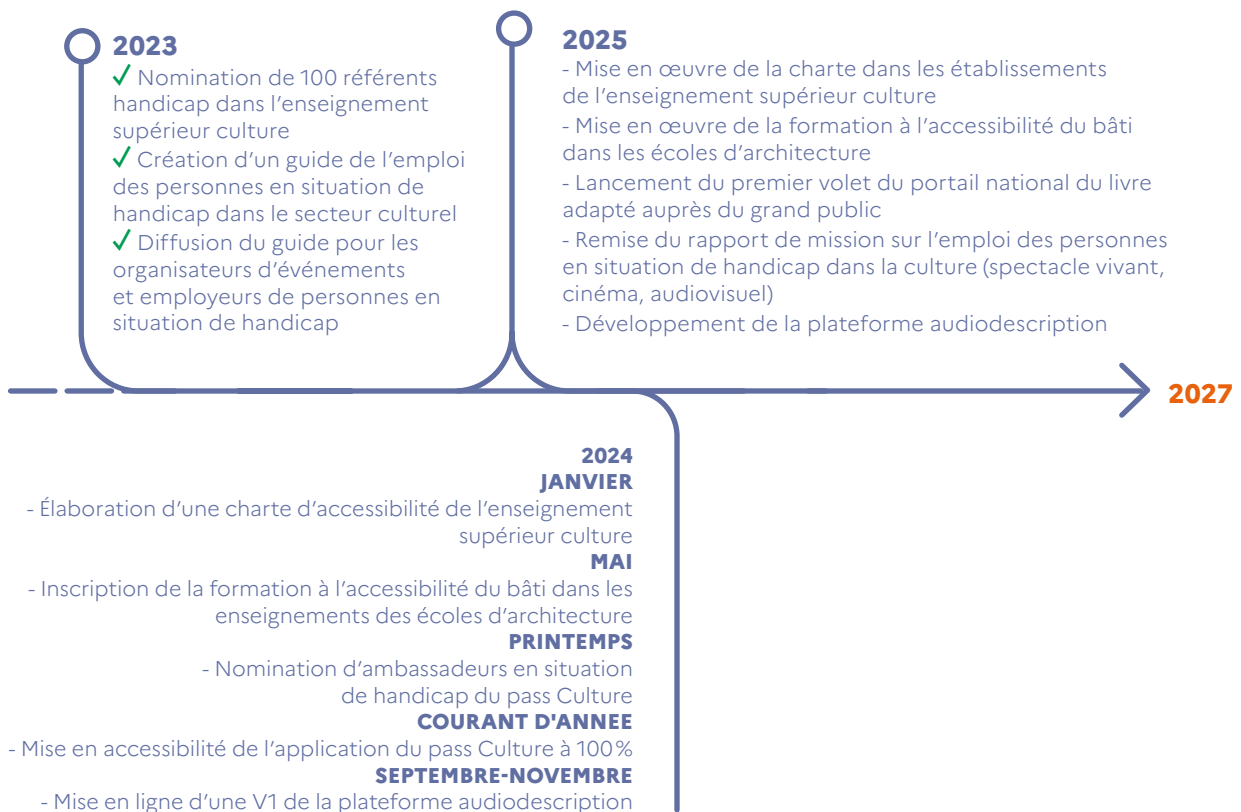 2023
✓ Nomination de 100 référents
handicap dans l'enseignement
supérieur culture
✓ Création d'un guide de l'emploi
des personnes en situation de
handicap dans le secteur culturel
✓ Diffusion du guide pour les
organisateurs d'événements
et employeurs de personnes en
situation de handicap
2025
- Mise en œuvre de la charte dans les établissements
de l'enseignement supérieur culture
- Mise en œuvre de la formation à l'accessibilité du bâti
dans les écoles d'architecture
- Lancement du premier volet du portail national du livre
adapté auprès du grand public
- Remise du rapport de mission sur l'emploi des personnes
en situation de handicap dans la culture (spectacle vivant,
cinéma, audiovisuel)
- Développement de la plateforme audiodescription
2027
2024
JANVIER
- Élaboration d'une charte d'accessibilité de l'enseignement
supérieur culture
MAI
- Inscription de la formation à l'accessibilité du bâti dans les
enseignements des écoles d'architecture
PRINTEMPS
- Nomination d'ambassadeurs en situation
de handicap du pass Culture
COURANT D'ANNEE
- Mise en accessibilité de l'application du pass Culture à 100%
SEPTEMBRE-NOVEMBRE
- Mise en ligne d'une V1 de la plateforme audiodescription